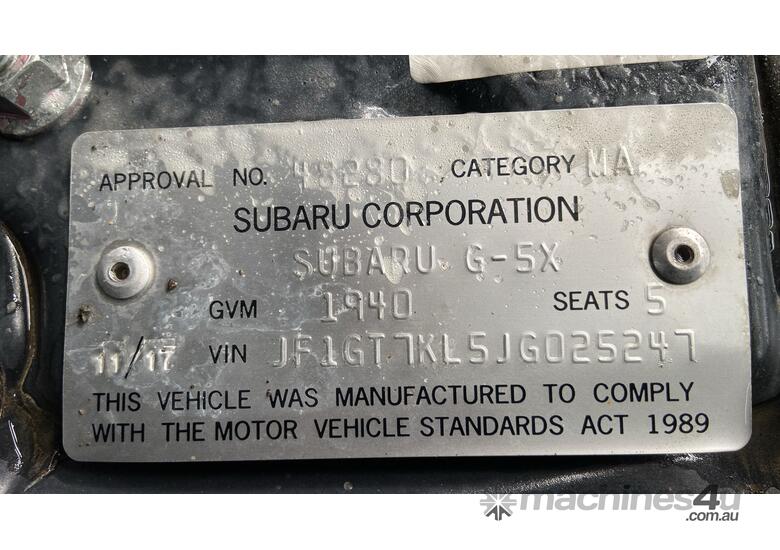 APPROVAL NO. 48280 CATEGORY MA
SUBARU CORPORATION
SUBARU G-5X
GVM 1940 SEATS 5
11/17 VIN JF1GT7KL5JG025247
THIS VEHICLE WAS MANUFACTURED TO COMPLY
WITH THE MOTOR VEHICLE STANDARDS ACT 1989
machines4u
.com.au